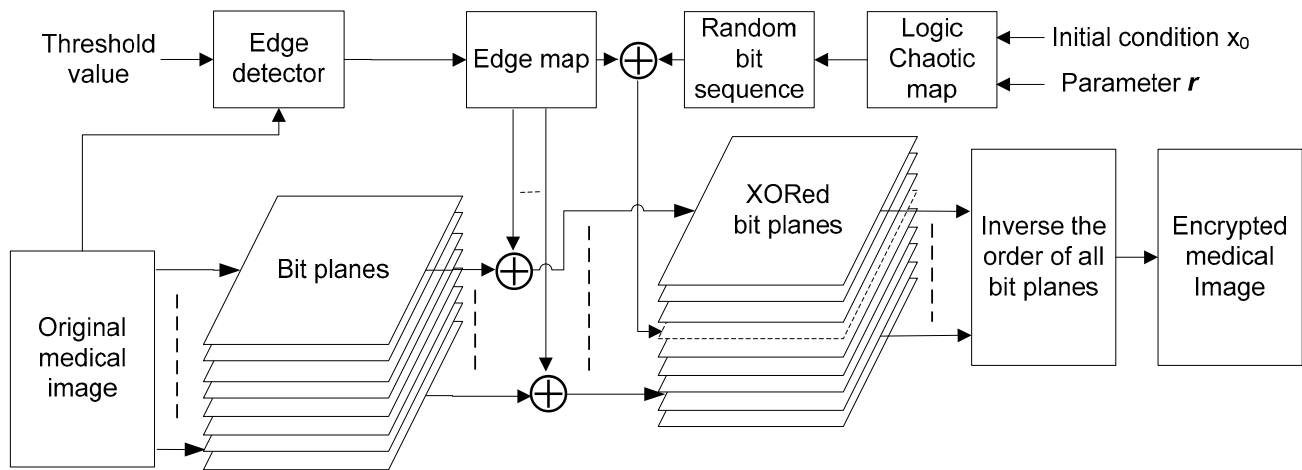 Threshold
value
Edge
detector
Edge map
Random
bit
sequence
Logic
Chaotic
map
Initial condition x₀
Parameter r
Original
medical
image
Bit planes
XORed
bit planes
Inverse the
order of all
bit planes
Encrypted
medical
Image